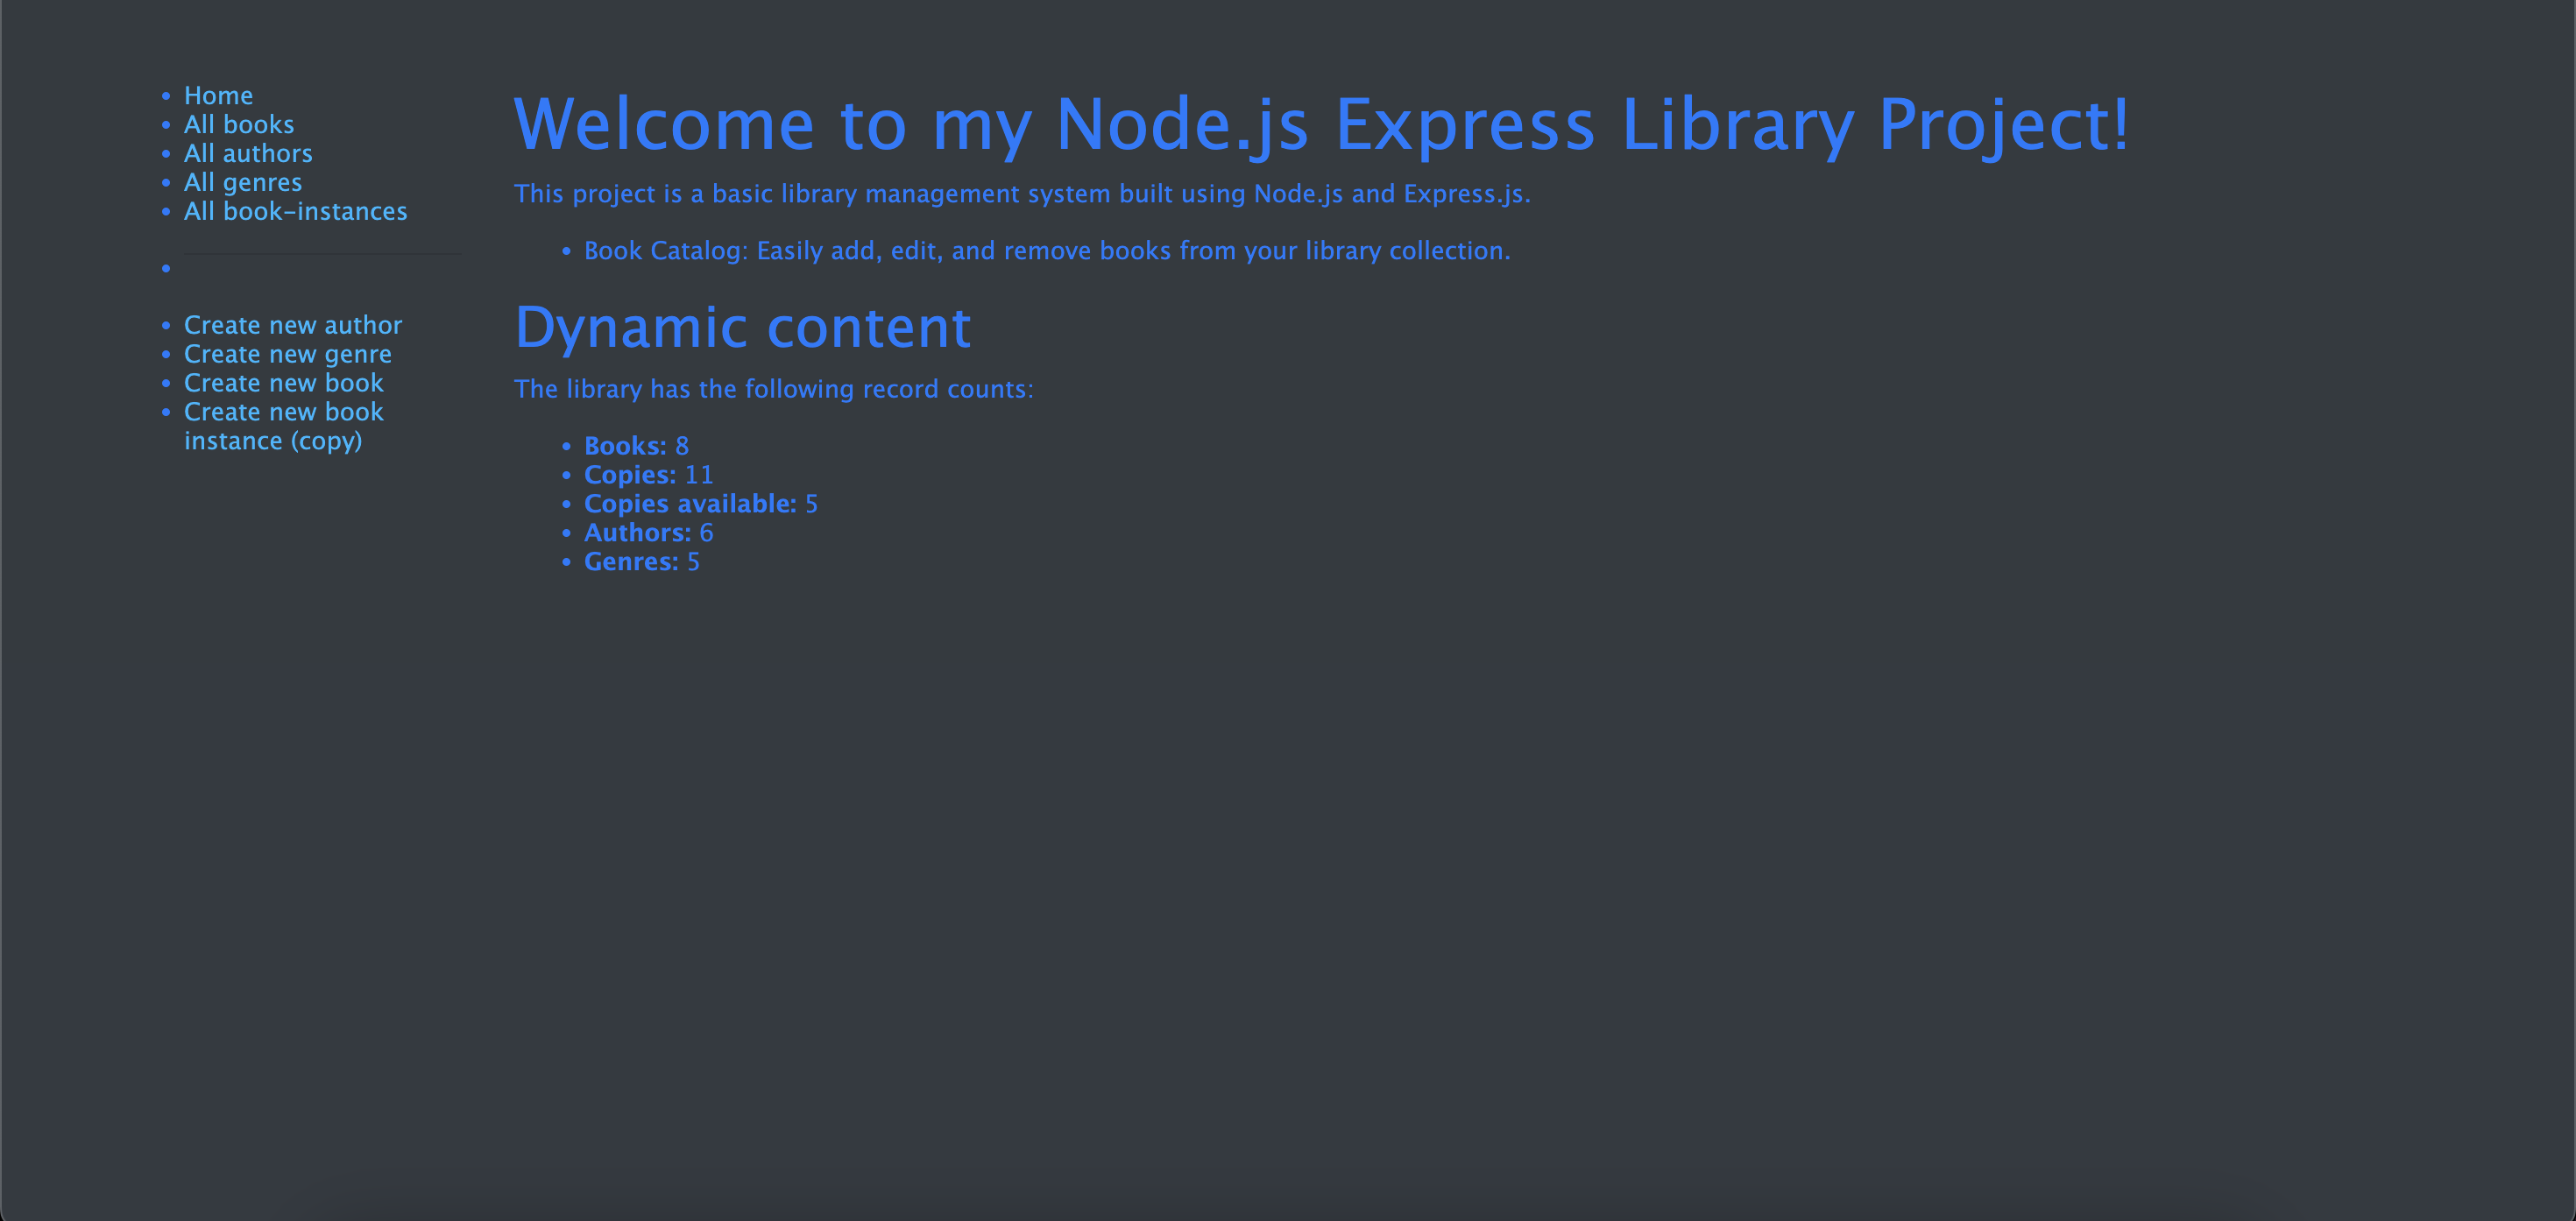 Home
All books
All authors
All genres
All book-instances
Create new author
Create new genre
Create new book
Create new book
instance (copy)
Welcome to my Node.js Express Library Project!
This project is a basic library management system built using Node.js and Express.js.
Book Catalog: Easily add, edit, and remove books from your library collection.
Dynamic content
The library has the following record counts:
Books: 8
Copies: 11
Copies available: 5
Authors: 6
Genres: 5